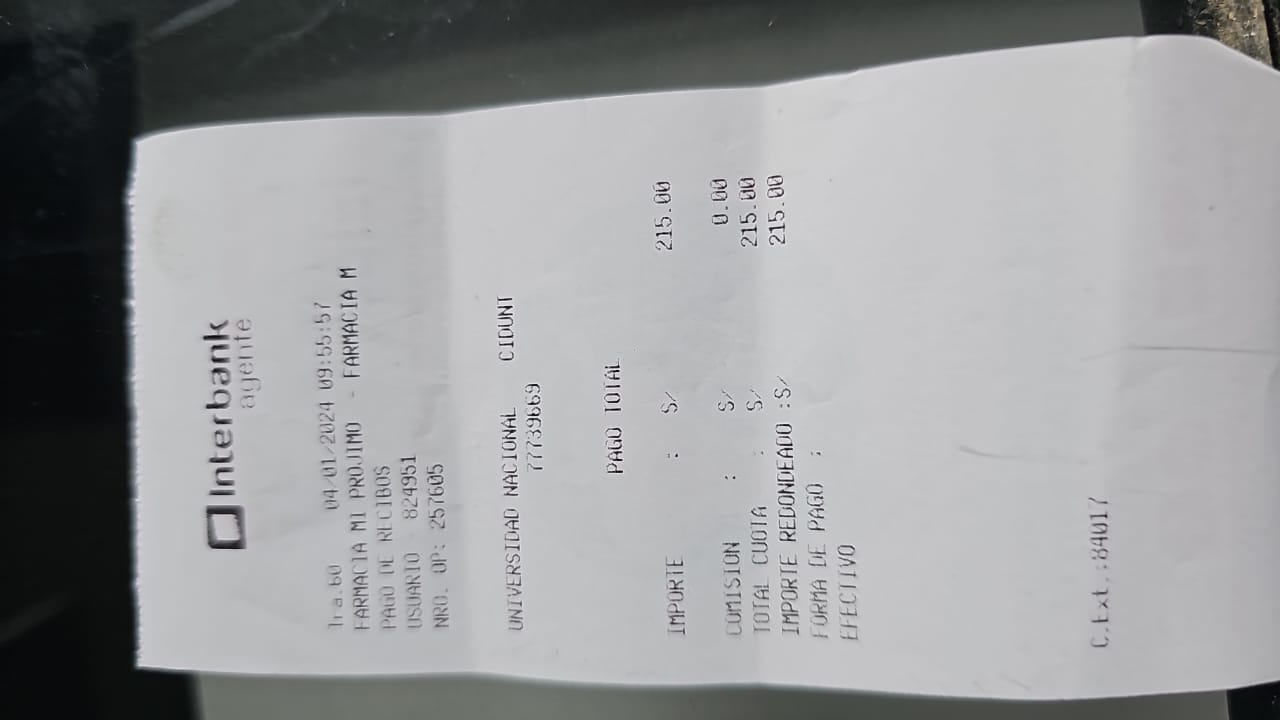 Interbank
agente
Tra.60 04/01/2024 09:55:57
FARMACIA MI PROJIMO - FARMACIA M
PAGO DE RECIBOS
USUARIO 824951
NRO. OP: 257605
UNIVERSIDAD NACIONAL CIDUNT
77739669
PAGO TOTAL
IMPORTE : S/ 215.00
COMISION : S/ 0.00
TOTAL CUOTA : S/ 215.00
IMPORTE REDONDEADO :S/ 215.00
FORMA DE PAGO :
EFECTIVO
C.Ext.:84017